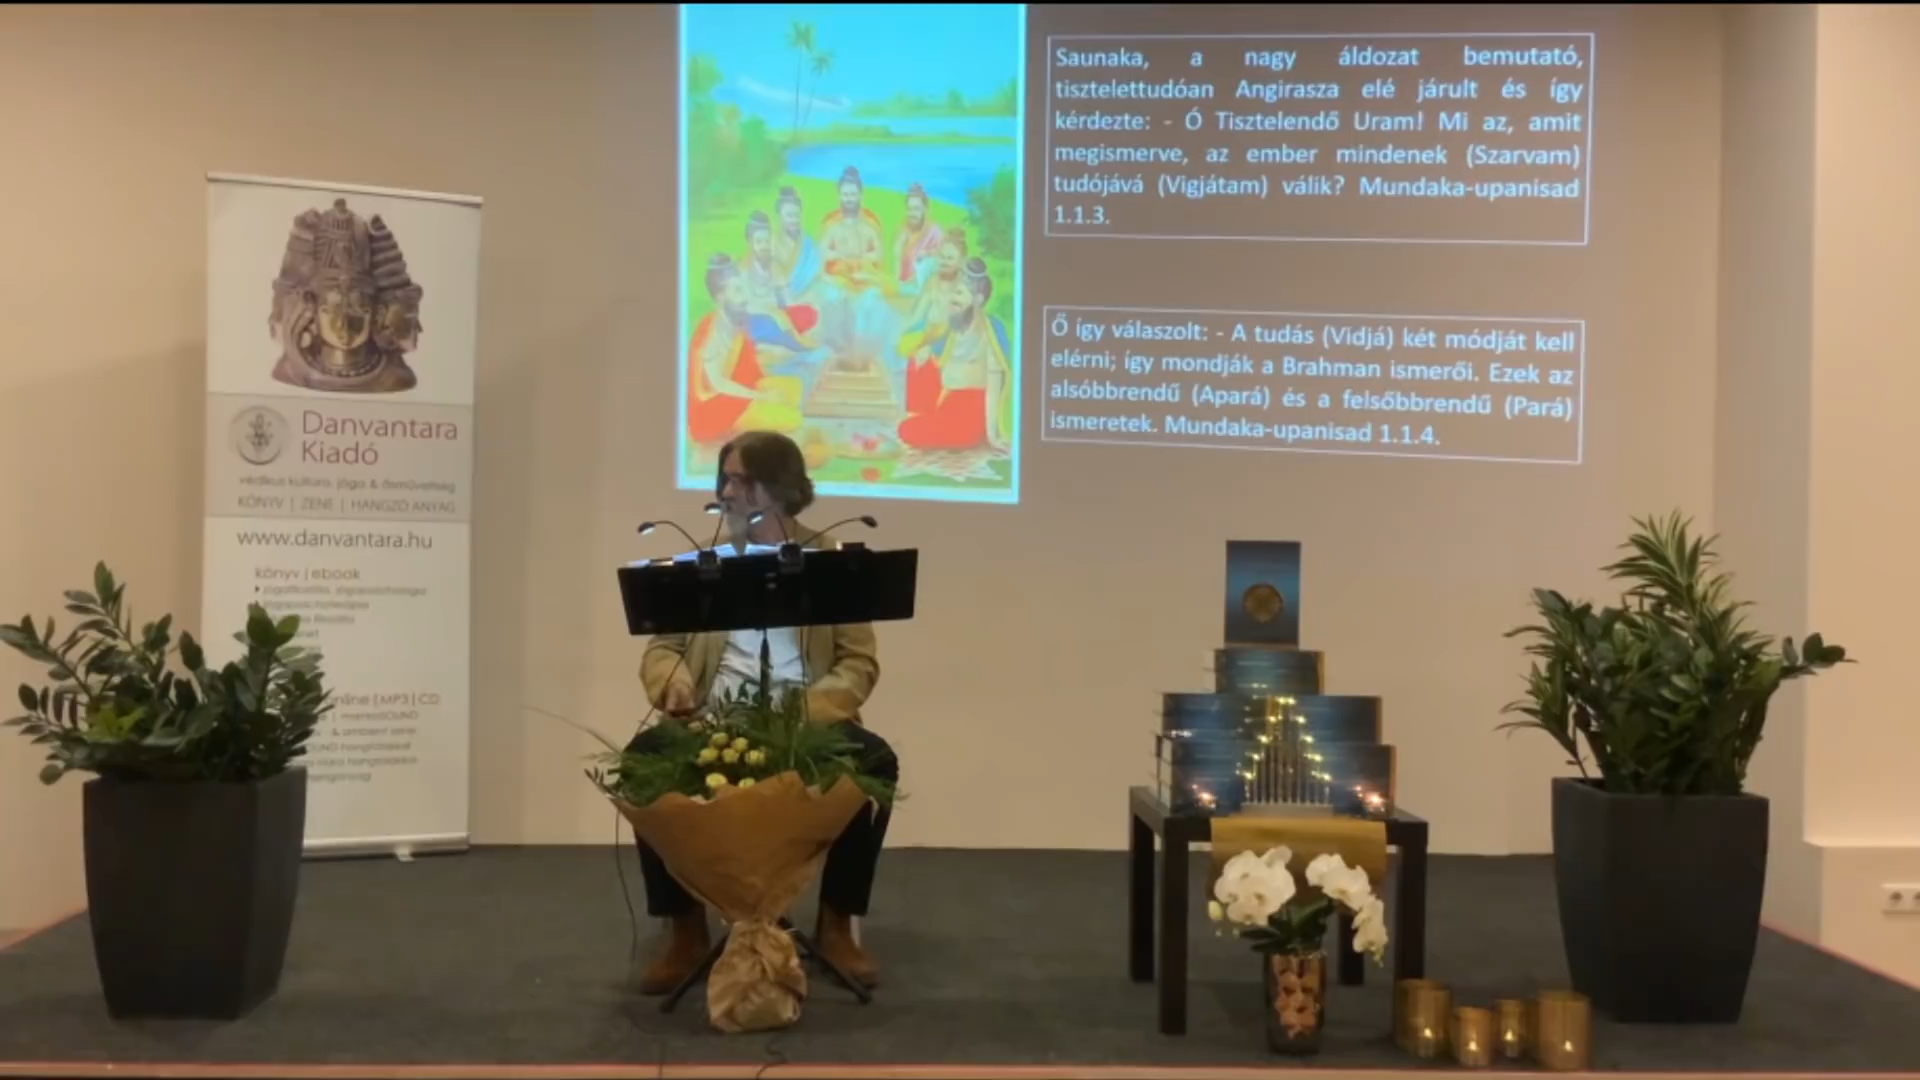 Saunaka, a nagy áldozat bemutató,
tisztelettudóan Angirasza elé járult és így
kérdezte: - Ó Tisztelendő Uram! Mi az, amit
megismerve, az ember mindenek (Szarvam)
tudójává (Vigjátam) válik? Mundaka-upanisad
1.1.3.
Ő így válaszolt: - A tudás (Vidjá) két módját kell
elérni; így mondják a Brahman ismerői. Ezek az
alsóbbrendű (Apará) és a felsőbbrendű (Pará)
ismeretek. Mundaka-upanisad 1.1.4.
Danvantara
Kiadó
védikus kultúra, jóga & ősműveltség
KÖNYV | ZENE | HANGZÓ ANYAG
www.danvantara.hu
könyv | ebook
nline | MP3 | CD